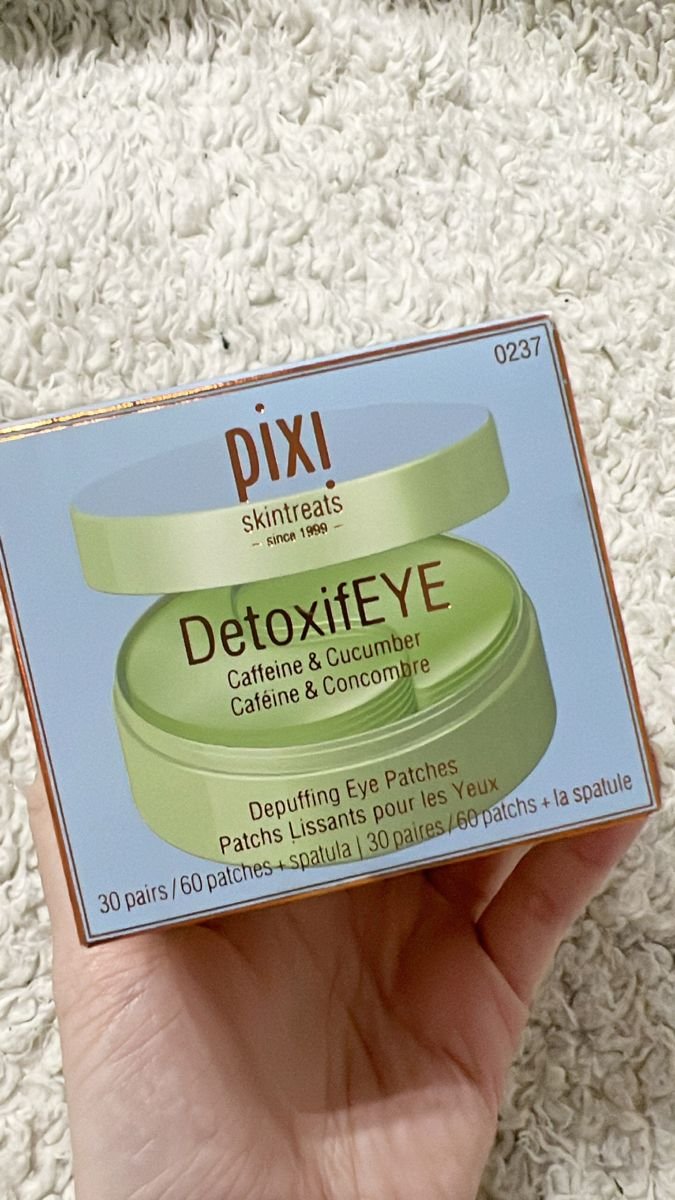 0237
pixi
skintreats
– since 1999 –
DetoxifEYE
Caffeine & Cucumber
Caféine & Concombre
Depuffing Eye Patches
Patchs Lissants pour les Yeux
30 pairs / 60 patches + spatula | 30 paires / 60 patchs + la spatule